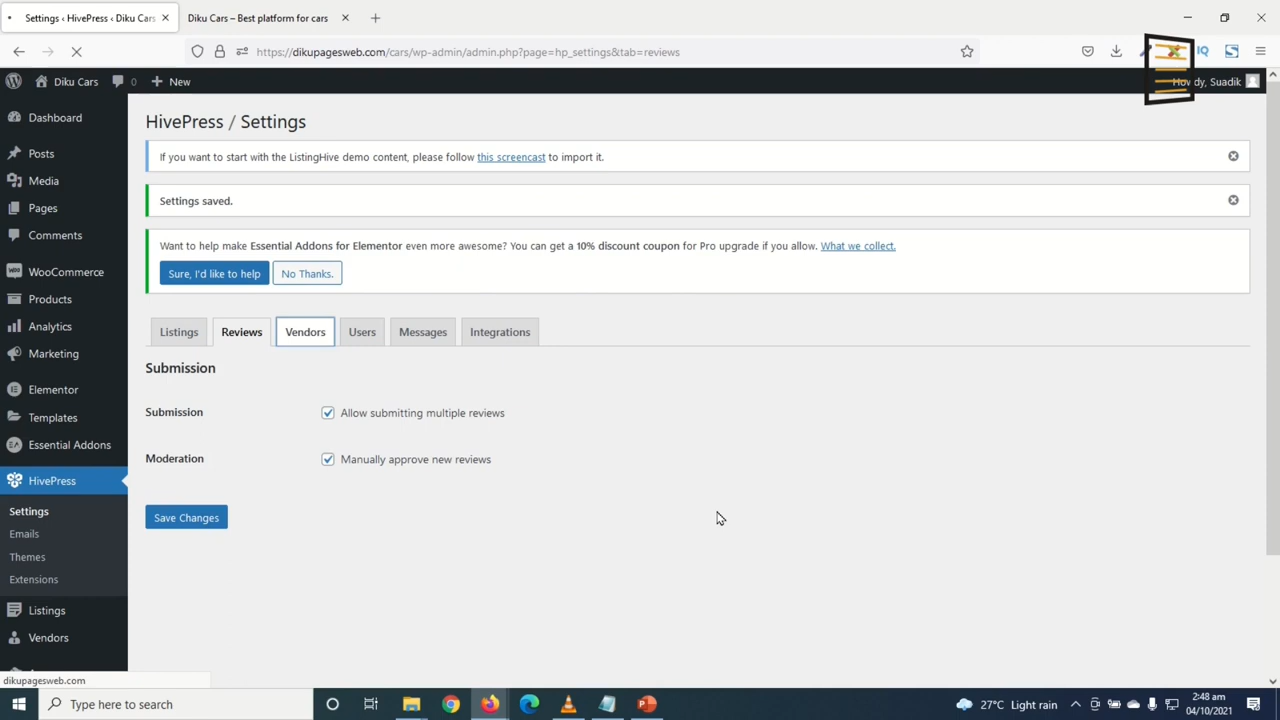 Settings ‹ HivePress ‹ Diku Cars
Diku Cars – Best platform for cars
https://dikupagesweb.com/cars/wp-admin/admin.php?page=hp_settings&tab=reviews
IQ
Diku Cars
0
New
Howdy, Suadik
Dashboard
Posts
Media
Pages
Comments
WooCommerce
Products
Analytics
Marketing
Elementor
Templates
Essential Addons
HivePress
Settings
Emails
Themes
Extensions
Listings
Vendors
HivePress / Settings
If you want to start with the ListingHive demo content, please follow this screencast to import it.
Settings saved.
Want to help make Essential Addons for Elementor even more awesome? You can get a 10% discount coupon for Pro upgrade if you allow. What we collect.
Sure, I'd like to help
No Thanks.
Listings
Reviews
Vendors
Users
Messages
Integrations
Submission
Submission
Allow submitting multiple reviews
Moderation
Manually approve new reviews
Save Changes
dikupagesweb.com
Type here to search
27°C Light rain
2:48 am
04/10/2021